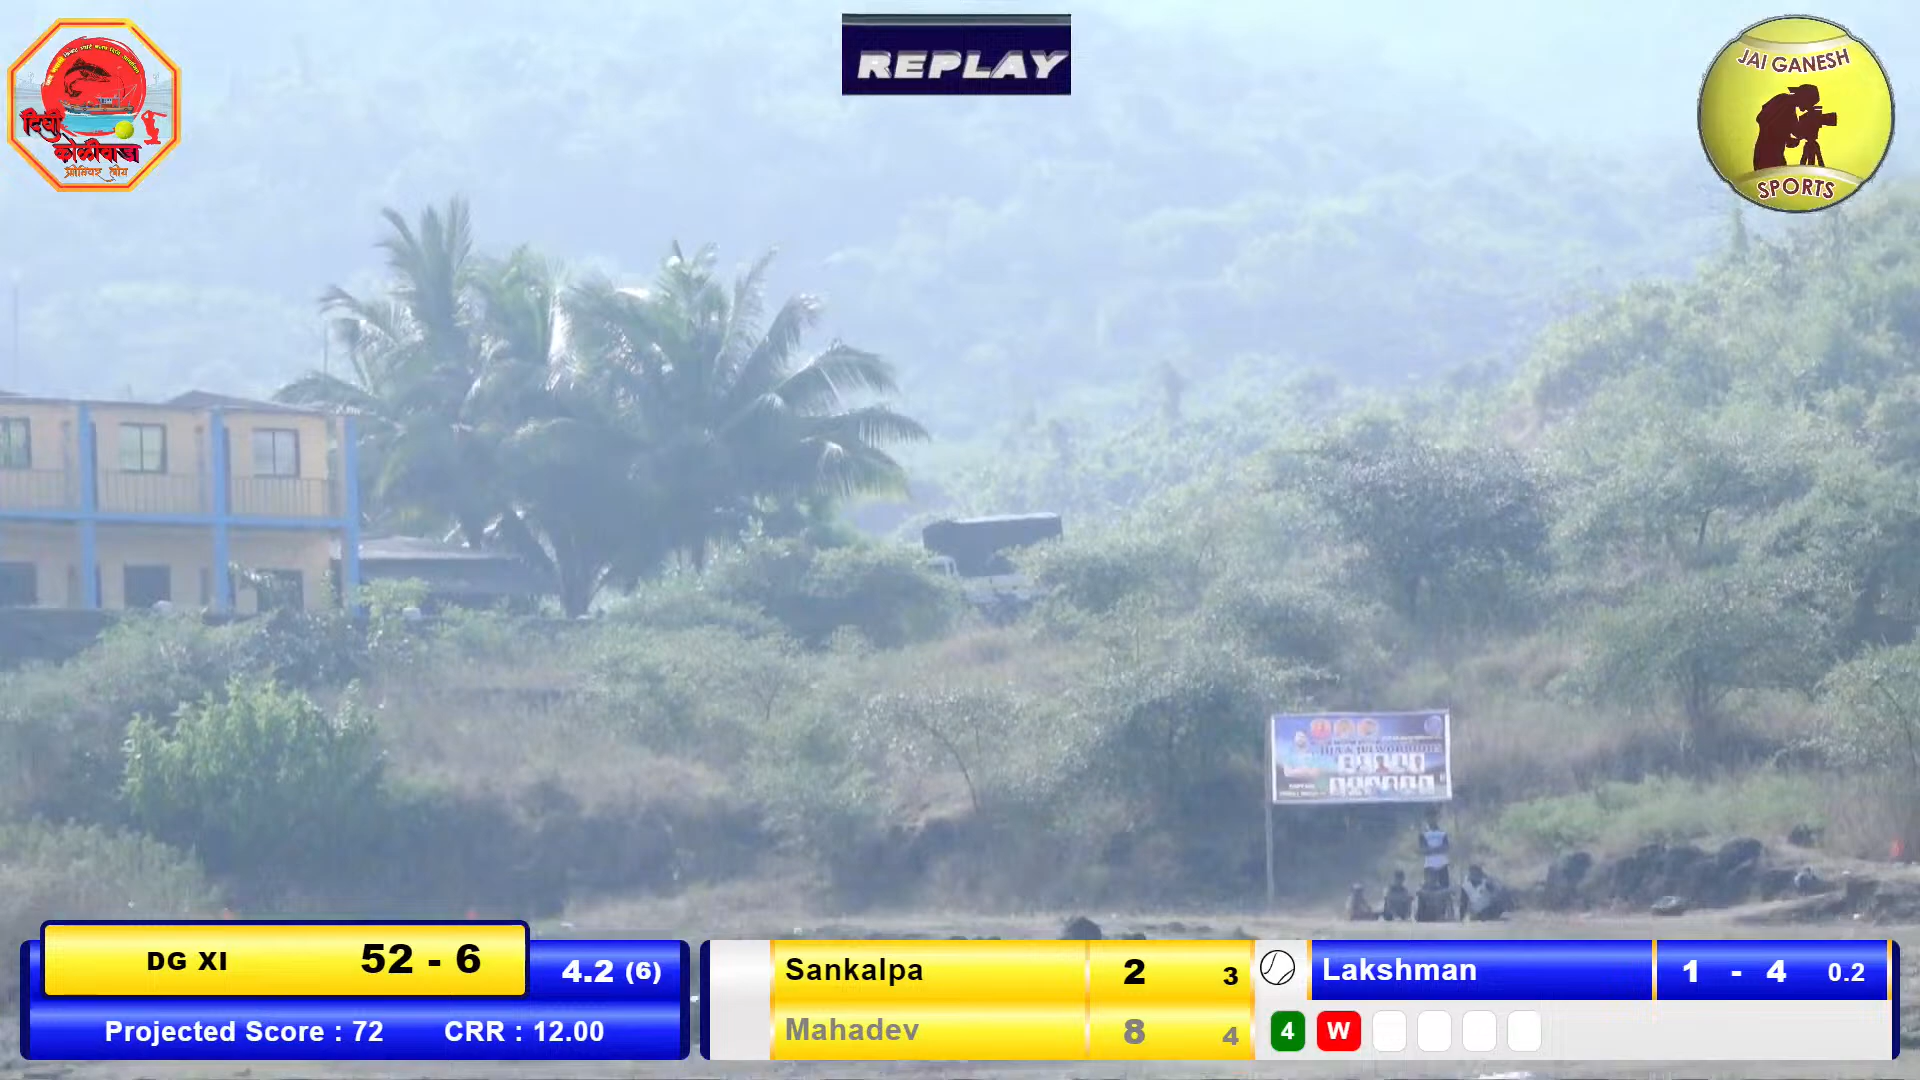 REPLAY
दिघी
कोळीवाडा
प्रीमियर लीग
JAI GANESH
SPORTS
DG XI 52 - 6 4.2 (6)
Projected Score : 72 CRR : 12.00
Sankalpa 2 3
Mahadev 8 4
Lakshman 1 - 4 0.2
4 W